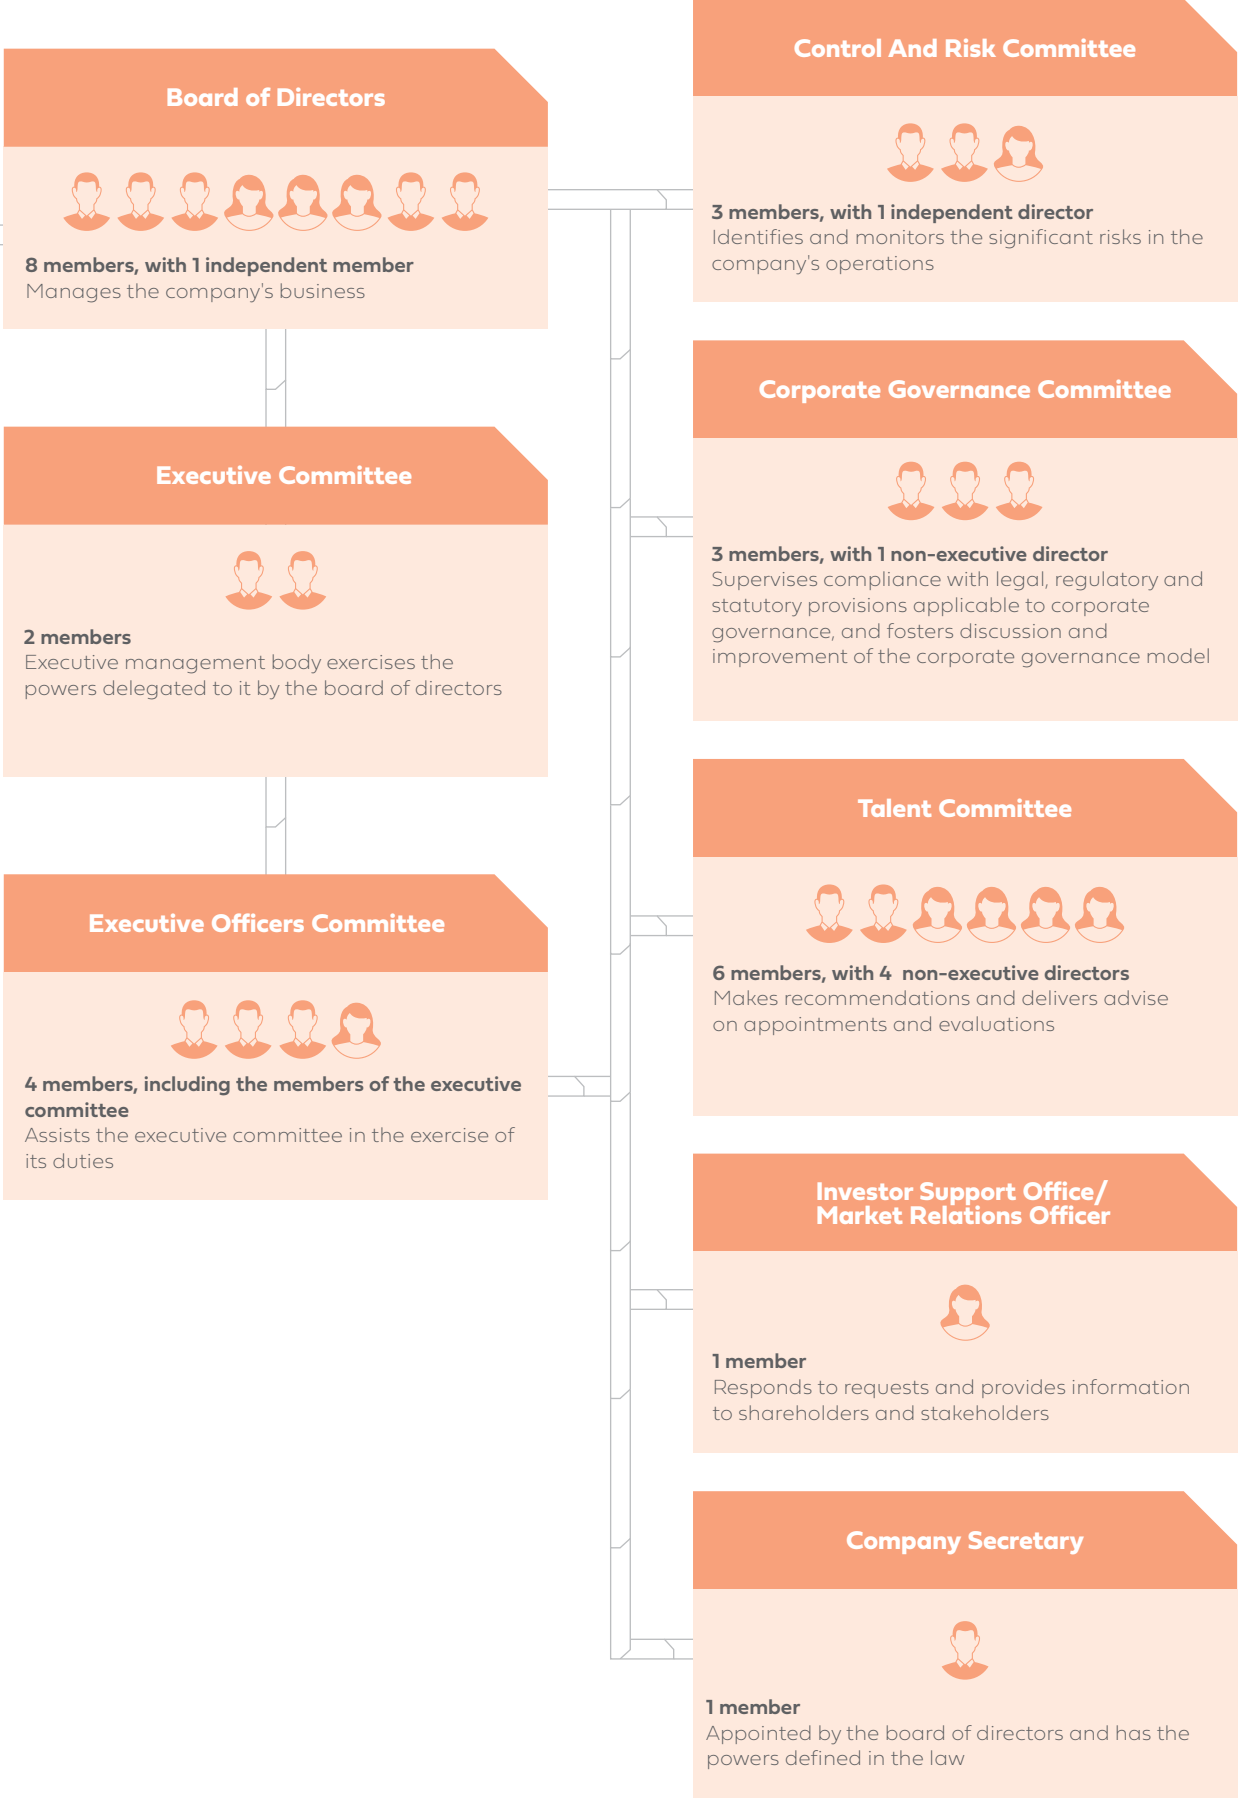 Board of Directors
8 members, with 1 independent member
Manages the company's business
Executive Committee
2 members
Executive management body exercises the
powers delegated to it by the board of directors
Executive Officers Committee
4 members, including the members of the executive
committee
Assists the executive committee in the exercise of
its duties
Control And Risk Committee
3 members, with 1 independent director
Identifies and monitors the significant risks in the
company's operations
Corporate Governance Committee
3 members, with 1 non-executive director
Supervises compliance with legal, regulatory and
statutory provisions applicable to corporate
governance, and fosters discussion and
improvement of the corporate governance model
Talent Committee
6 members, with 4 non-executive directors
Makes recommendations and delivers advise
on appointments and evaluations
Investor Support Office/
Market Relations Officer
1 member
Responds to requests and provides information
to shareholders and stakeholders
Company Secretary
1 member
Appointed by the board of directors and has the
powers defined in the law